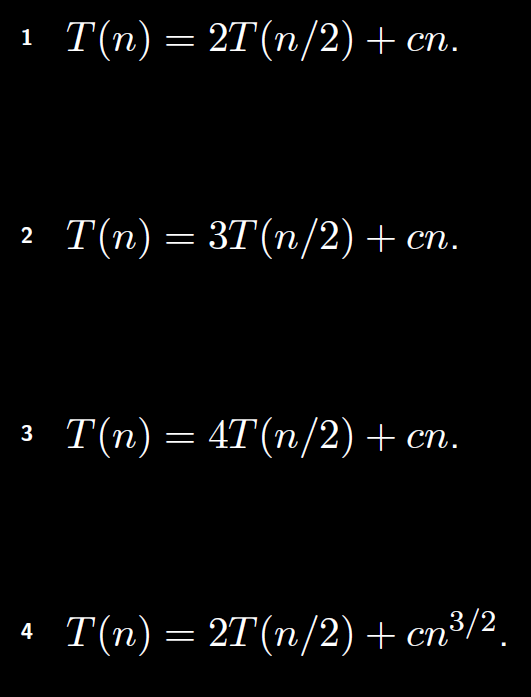 1 T(n) = 2T(n/2) + cn.
2 T(n) = 3T(n/2) + cn.
3 T(n) = 4T(n/2) + cn.
4 T(n) = 2T(n/2) + cn^{3/2}.